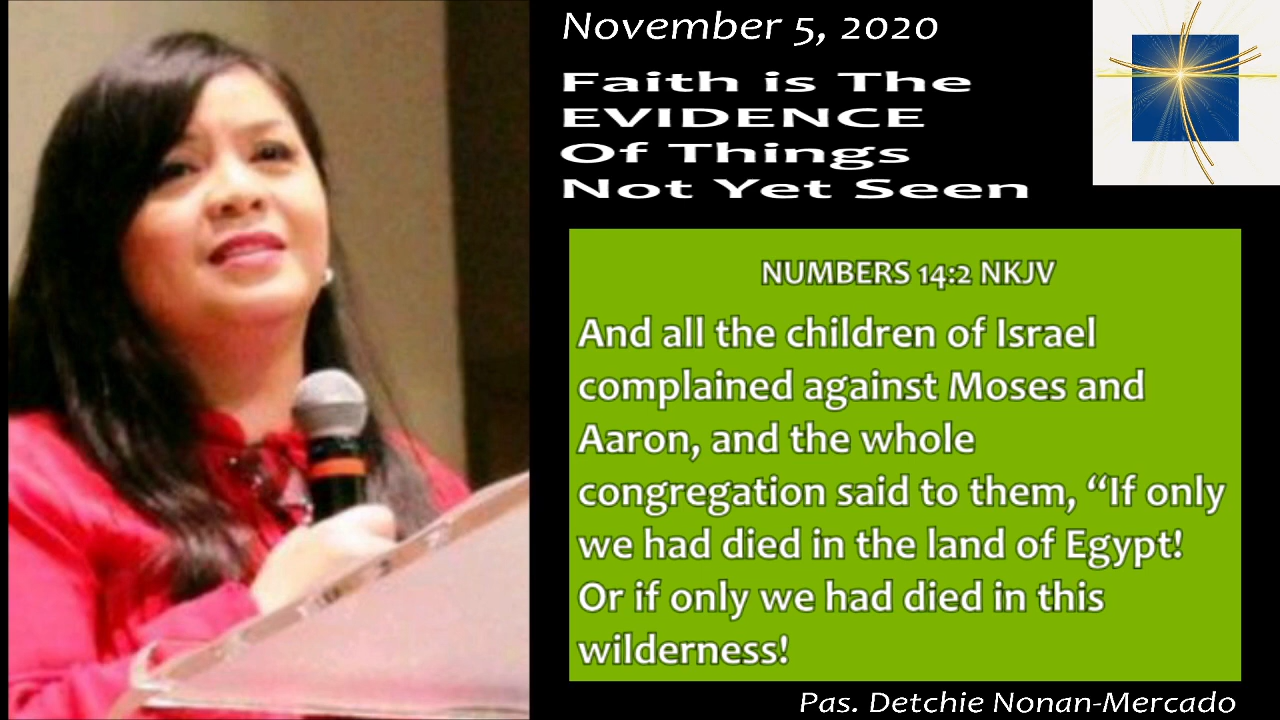 November 5, 2020
Faith is The
EVIDENCE
Of Things
Not Yet Seen
NUMBERS 14:2 NKJV
And all the children of Israel
complained against Moses and
Aaron, and the whole
congregation said to them, “If only
we had died in the land of Egypt!
Or if only we had died in this
wilderness!
Pas. Detchie Nonan-Mercado